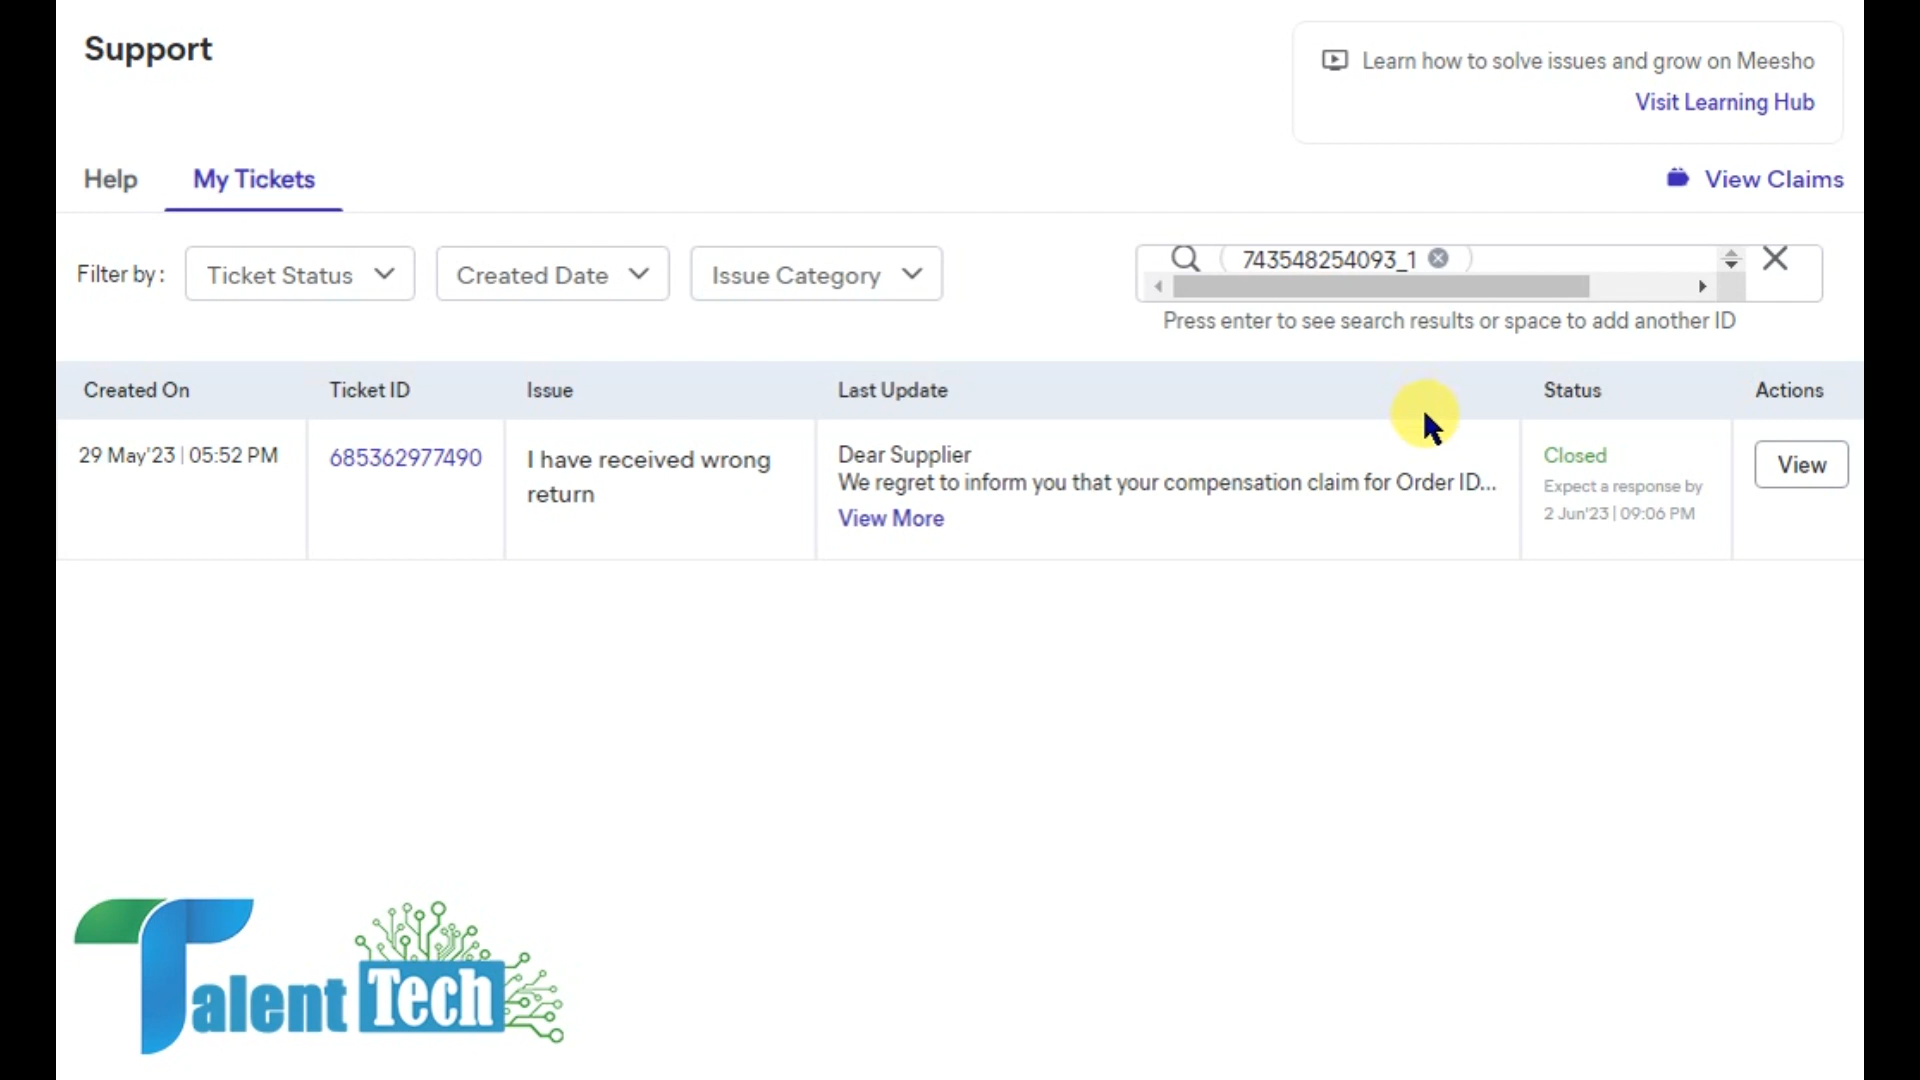 Support
Learn how to solve issues and grow on Meesho
Visit Learning Hub
Help
My Tickets
View Claims
Filter by :
Ticket Status
Created Date
Issue Category
743548254093_1
Press enter to see search results or space to add another ID
Created On
Ticket ID
Issue
Last Update
Status
Actions
29 May'23 | 05:52 PM
685362977490
I have received wrong
return
Dear Supplier
We regret to inform you that your compensation claim for Order ID...
View More
Closed
Expect a response by
2 Jun'23 | 09:06 PM
View
Talent Tech